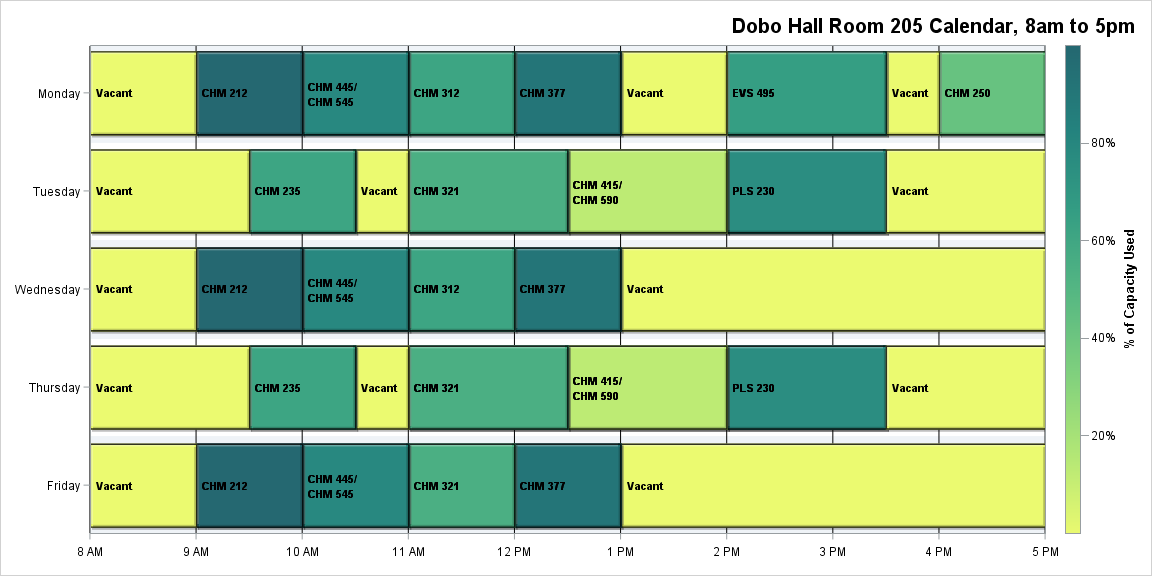 Dobo Hall Room 205 Calendar, 8am to 5pm
Monday
Vacant
CHM 212
CHM 445/
CHM 545
CHM 312
CHM 377
Vacant
EVS 495
Vacant
CHM 250
Tuesday
Vacant
CHM 235
Vacant
CHM 321
CHM 415/
CHM 590
PLS 230
Vacant
Wednesday
Vacant
CHM 212
CHM 445/
CHM 545
CHM 312
CHM 377
Vacant
Thursday
Vacant
CHM 235
Vacant
CHM 321
CHM 415/
CHM 590
PLS 230
Vacant
Friday
Vacant
CHM 212
CHM 445/
CHM 545
CHM 321
CHM 377
Vacant
8 AM
9 AM
10 AM
11 AM
12 PM
1 PM
2 PM
3 PM
4 PM
5 PM
80%
60%
40%
20%
% of Capacity Used